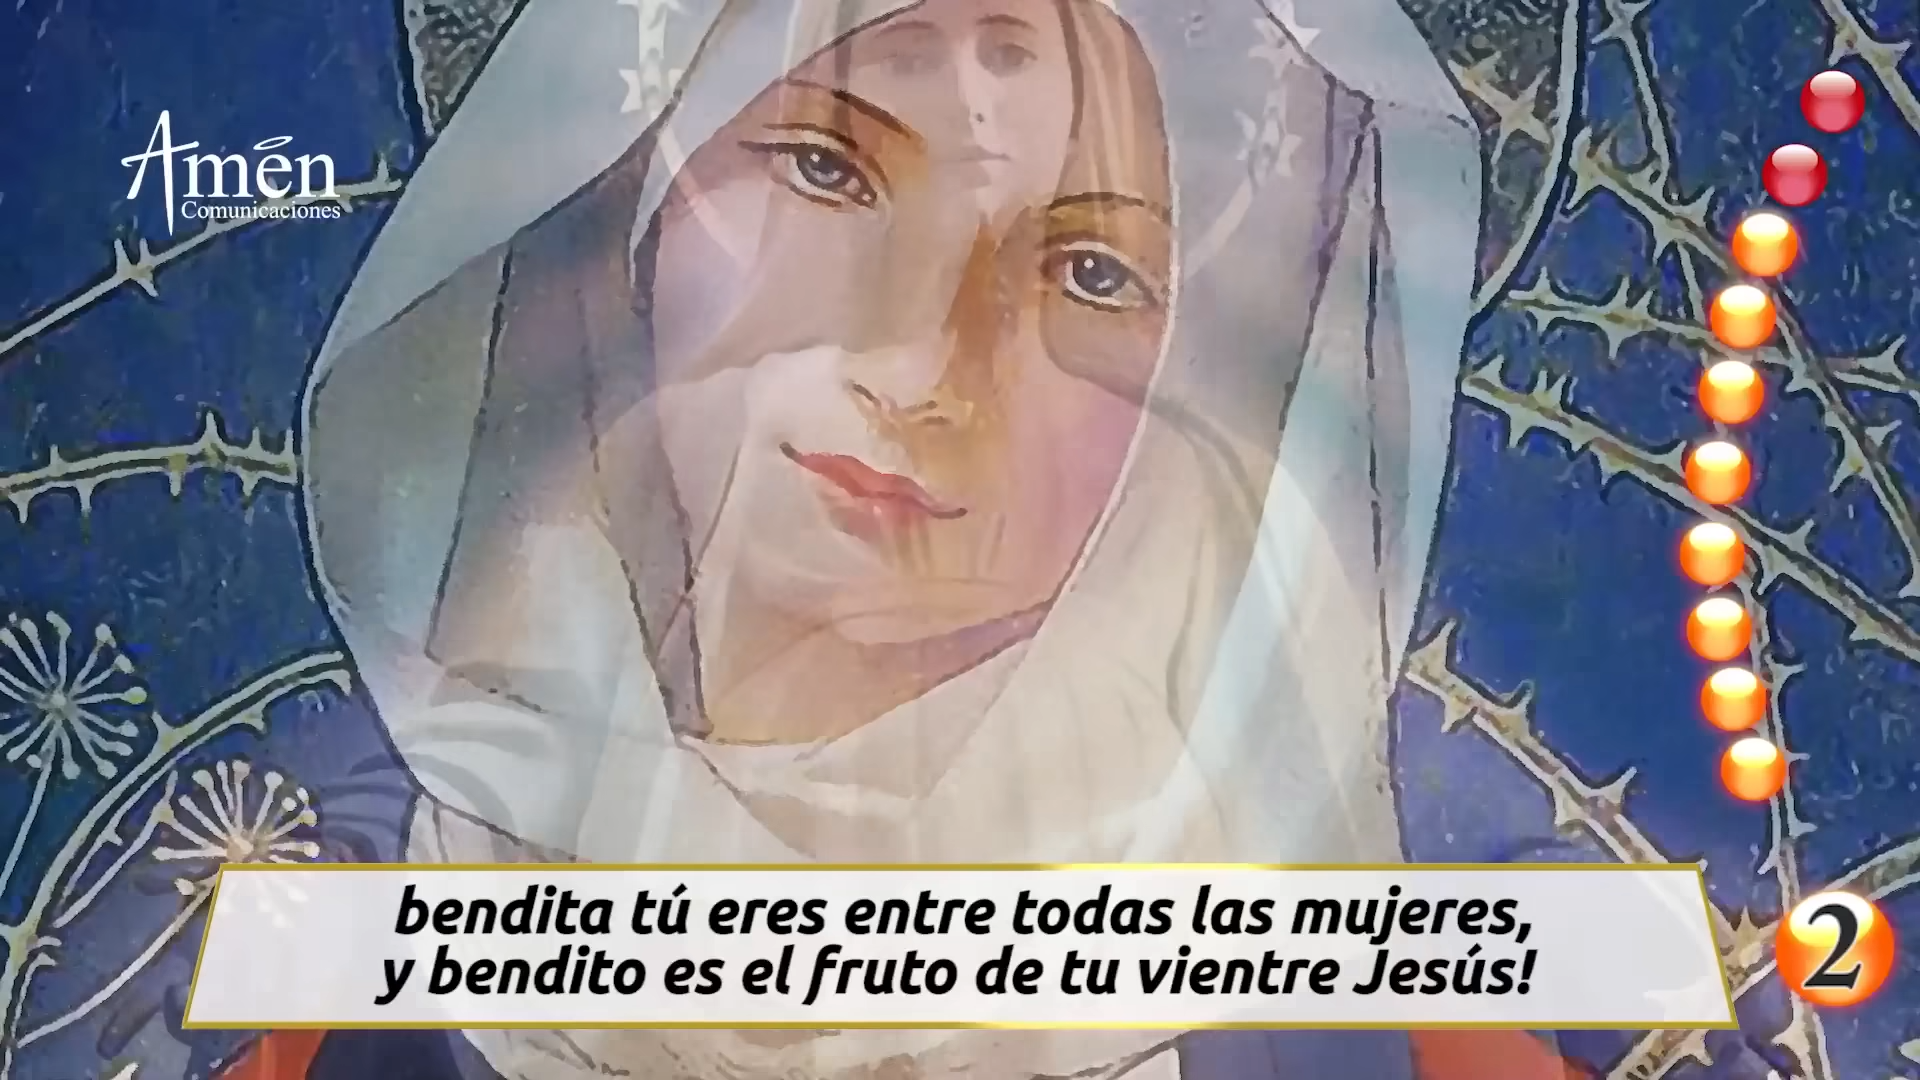 Amén
Comunicaciones
bendita tú eres entre todas las mujeres,
y bendito es el fruto de tu vientre Jesús!
2